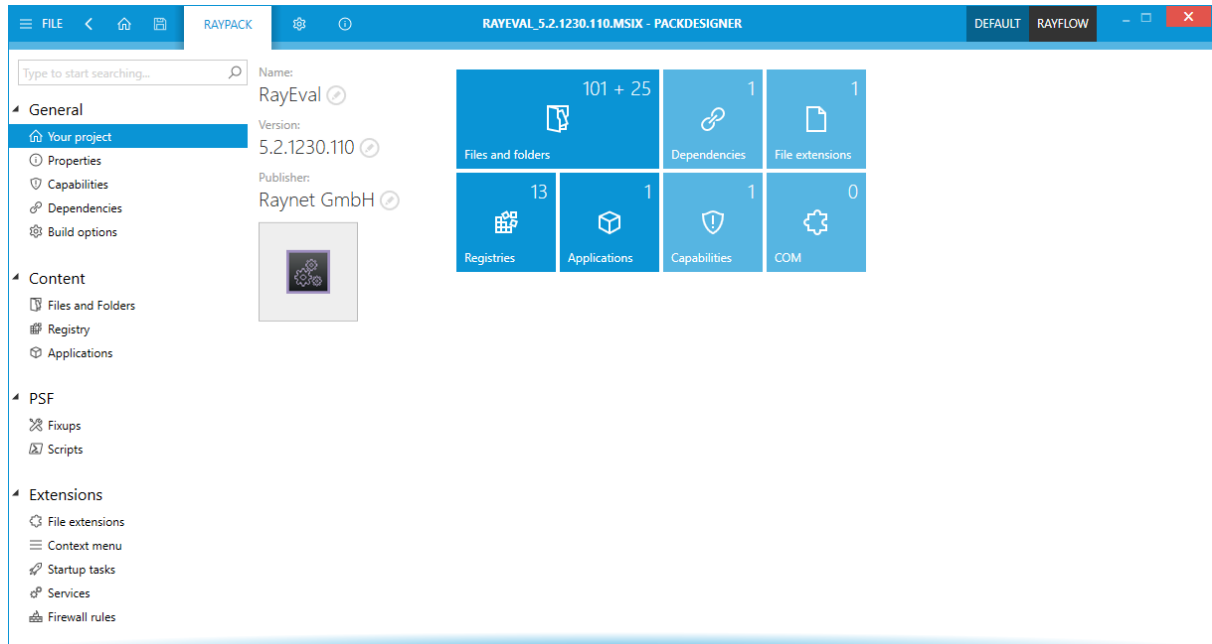 FILE
RAYPACK
RAYEVAL_5.2.1230.110.MSIX - PACKDESIGNER
DEFAULT
RAYFLOW
Type to start searching...
General
Your project
Properties
Capabilities
Dependencies
Build options
Content
Files and Folders
Registry
Applications
PSF
Fixups
Scripts
Extensions
File extensions
Context menu
Startup tasks
Services
Firewall rules
Name:
RayEval
Version:
5.2.1230.110
Publisher:
Raynet GmbH
101 + 25
Files and folders
1
Dependencies
1
File extensions
13
Registries
1
Applications
1
Capabilities
0
COM